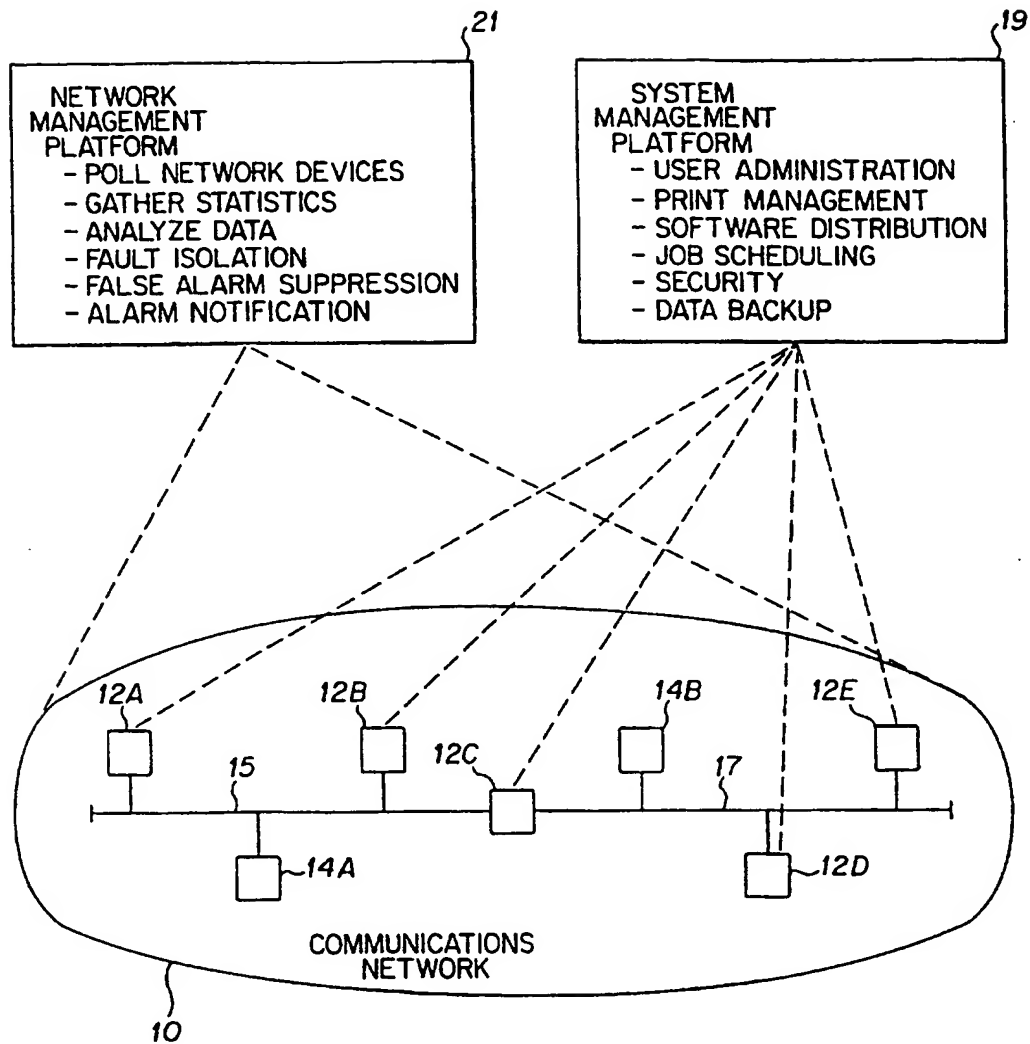 21
NETWORK
MANAGEMENT
PLATFORM
- POLL NETWORK DEVICES
- GATHER STATISTICS
- ANALYZE DATA
- FAULT ISOLATION
- FALSE ALARM SUPPRESSION
- ALARM NOTIFICATION
19
SYSTEM
MANAGEMENT
PLATFORM
- USER ADMINISTRATION
- PRINT MANAGEMENT
- SOFTWARE DISTRIBUTION
- JOB SCHEDULING
- SECURITY
- DATA BACKUP
12A
12B
14B
12E
12C
15
17
14A
12D
COMMUNICATIONS
NETWORK
10